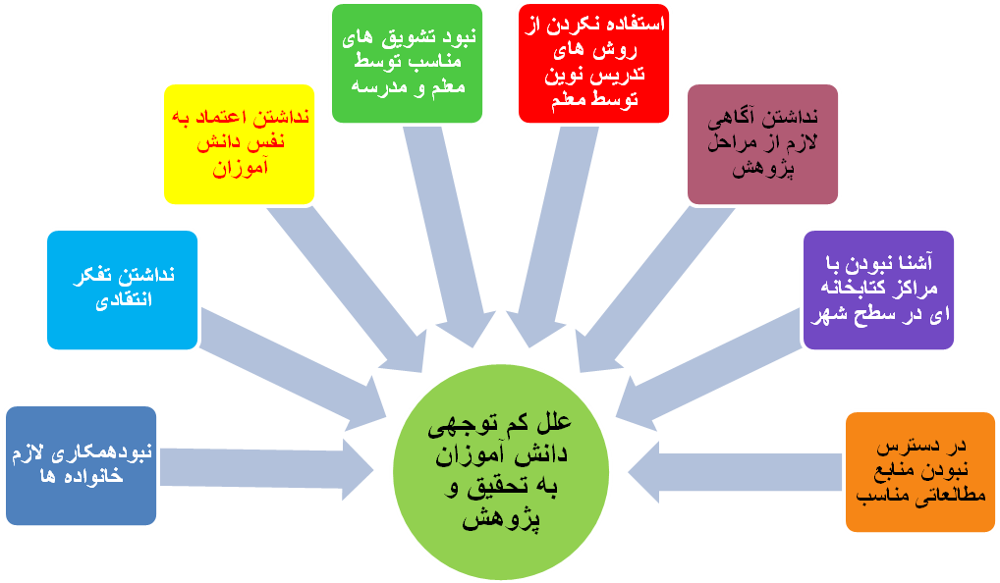 استفاده نکردن از
روش های
تدریس نوین
توسط معلم
نبود تشویق های
مناسب توسط
معلم و مدرسه
نداشتن آگاهی
لازم از مراحل
پژوهش
نداشتن اعتماد به
نفس دانش
آموزان
آشنا نبودن با
مراکز کتابخانه
ای در سطح شهر
نداشتن تفکر
انتقادی
در دسترس
نبودن منابع
مطالعاتی مناسب
علل کم توجهی
دانش آموزان
به تحقیق و
پژوهش
نبودهمکاری لازم
خانواده ها